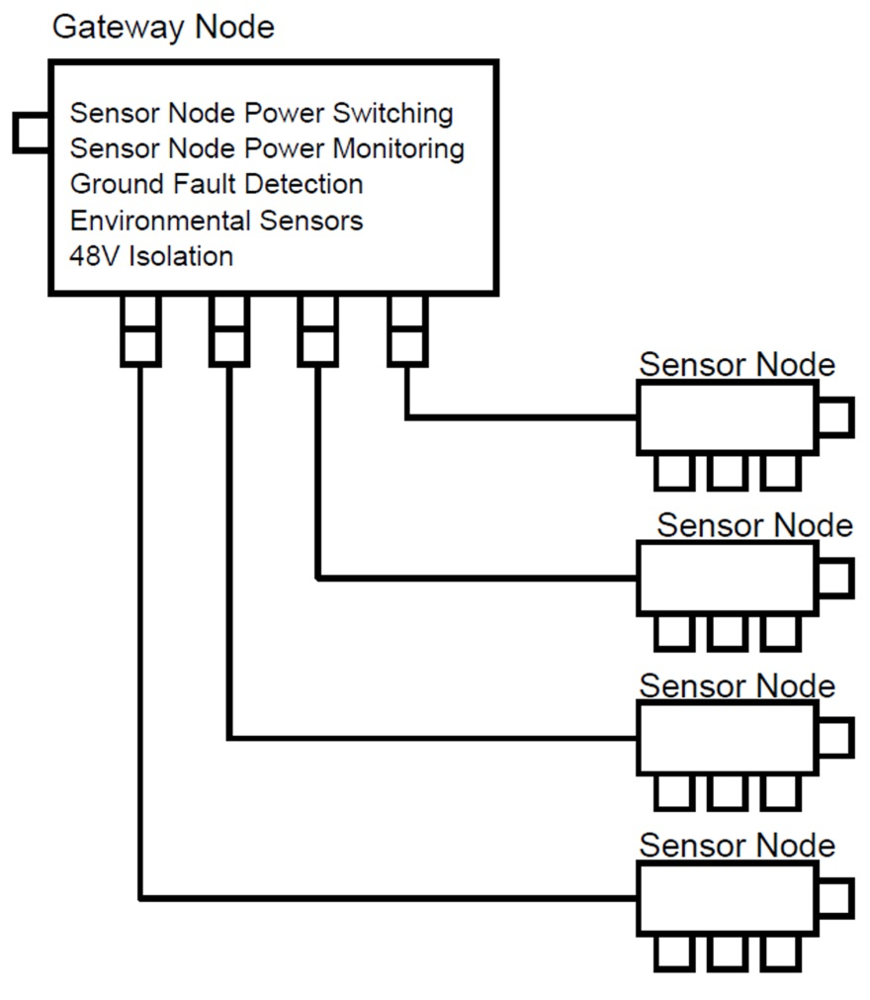 Gateway Node
Sensor Node Power Switching
Sensor Node Power Monitoring
Ground Fault Detection
Environmental Sensors
48V Isolation
Sensor Node
Sensor Node
Sensor Node
Sensor Node